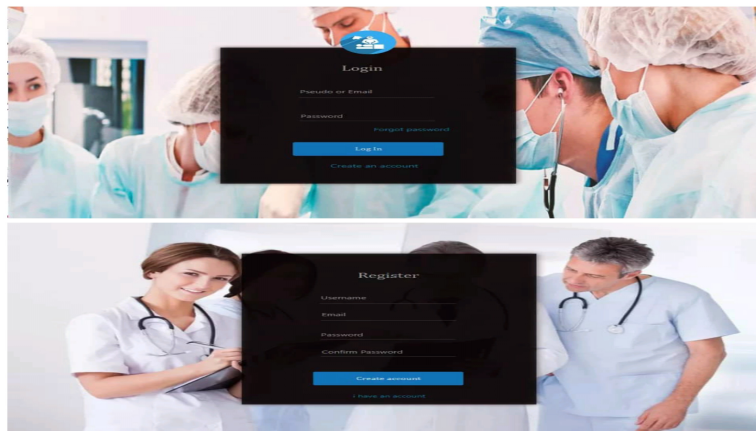 Login
Pseudo or Email
Password
Forgot password
Log In
Create an account
Register
Username
Email
Password
Confirm Password
Create account
I have an account